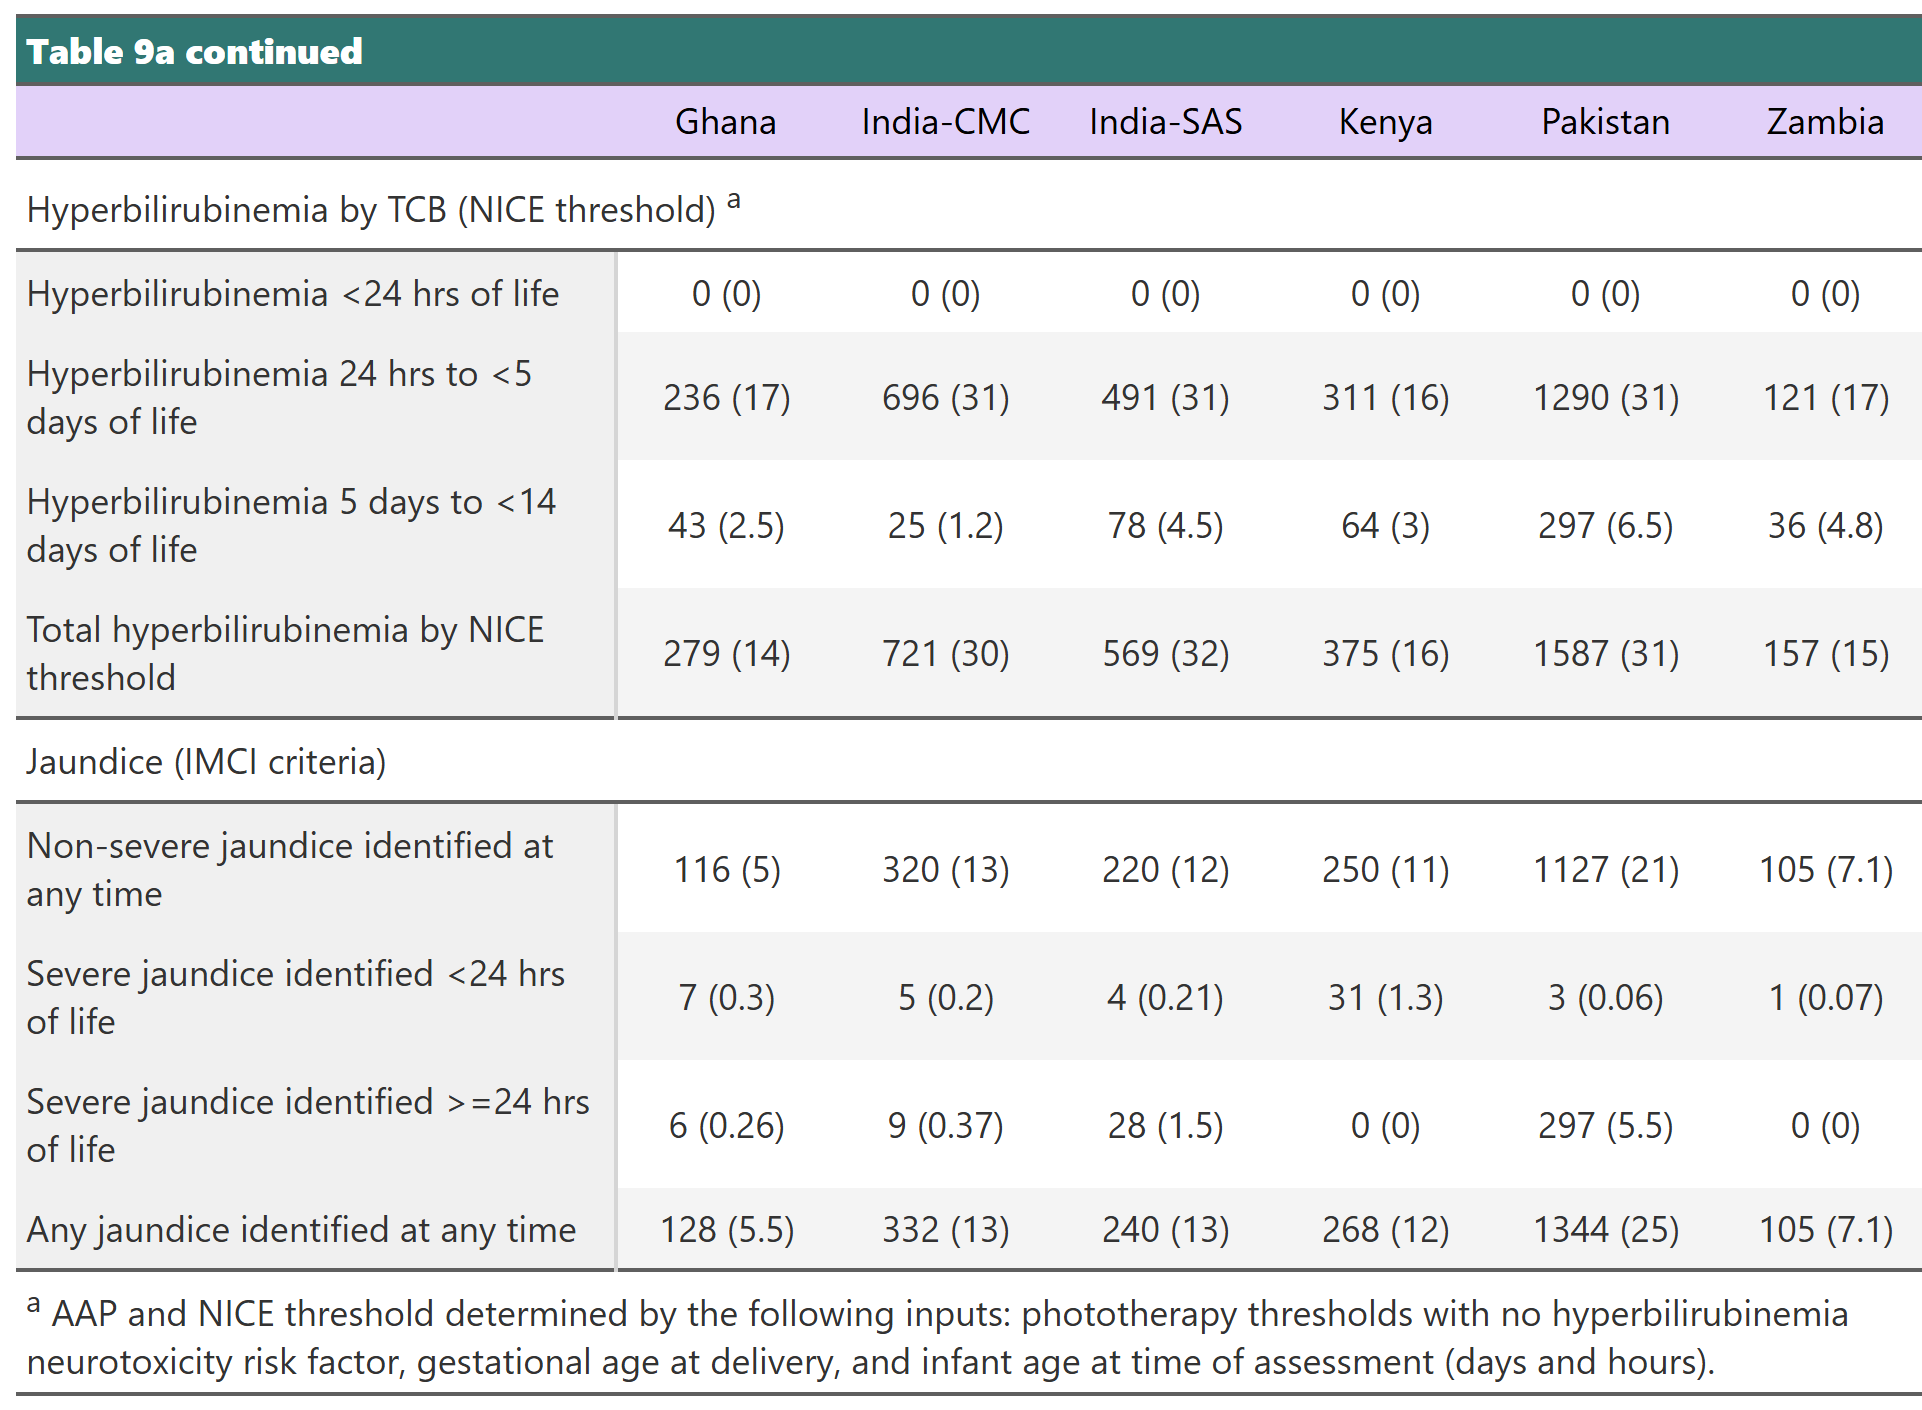 Table 9a continued
Ghana India-CMC India-SAS Kenya Pakistan Zambia
Hyperbilirubinemia by TCB (NICE threshold) a
Hyperbilirubinemia <24 hrs of life 0 (0) 0 (0) 0 (0) 0 (0) 0 (0) 0 (0)
Hyperbilirubinemia 24 hrs to <5
days of life 236 (17) 696 (31) 491 (31) 311 (16) 1290 (31) 121 (17)
Hyperbilirubinemia 5 days to <14
days of life 43 (2.5) 25 (1.2) 78 (4.5) 64 (3) 297 (6.5) 36 (4.8)
Total hyperbilirubinemia by NICE
threshold 279 (14) 721 (30) 569 (32) 375 (16) 1587 (31) 157 (15)
Jaundice (IMCI criteria)
Non-severe jaundice identified at
any time 116 (5) 320 (13) 220 (12) 250 (11) 1127 (21) 105 (7.1)
Severe jaundice identified <24 hrs
of life 7 (0.3) 5 (0.2) 4 (0.21) 31 (1.3) 3 (0.06) 1 (0.07)
Severe jaundice identified >=24 hrs
of life 6 (0.26) 9 (0.37) 28 (1.5) 0 (0) 297 (5.5) 0 (0)
Any jaundice identified at any time 128 (5.5) 332 (13) 240 (13) 268 (12) 1344 (25) 105 (7.1)
a AAP and NICE threshold determined by the following inputs: phototherapy thresholds with no hyperbilirubinemia
neurotoxicity risk factor, gestational age at delivery, and infant age at time of assessment (days and hours).